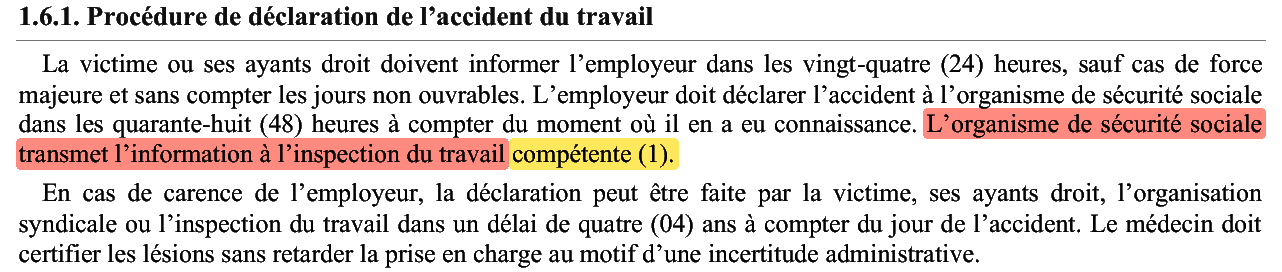 1.6.1. Procédure de déclaration de l’accident du travail
La victime ou ses ayants droit doivent informer l’employeur dans les vingt-quatre (24) heures, sauf cas de force
majeure et sans compter les jours non ouvrables. L’employeur doit déclarer l’accident à l’organisme de sécurité sociale
dans les quarante-huit (48) heures à compter du moment où il en a eu connaissance. L’organisme de sécurité sociale
transmet l’information à l’inspection du travail compétente (1).
En cas de carence de l’employeur, la déclaration peut être faite par la victime, ses ayants droit, l’organisation
syndicale ou l’inspection du travail dans un délai de quatre (04) ans à compter du jour de l’accident. Le médecin doit
certifier les lésions sans retarder la prise en charge au motif d’une incertitude administrative.